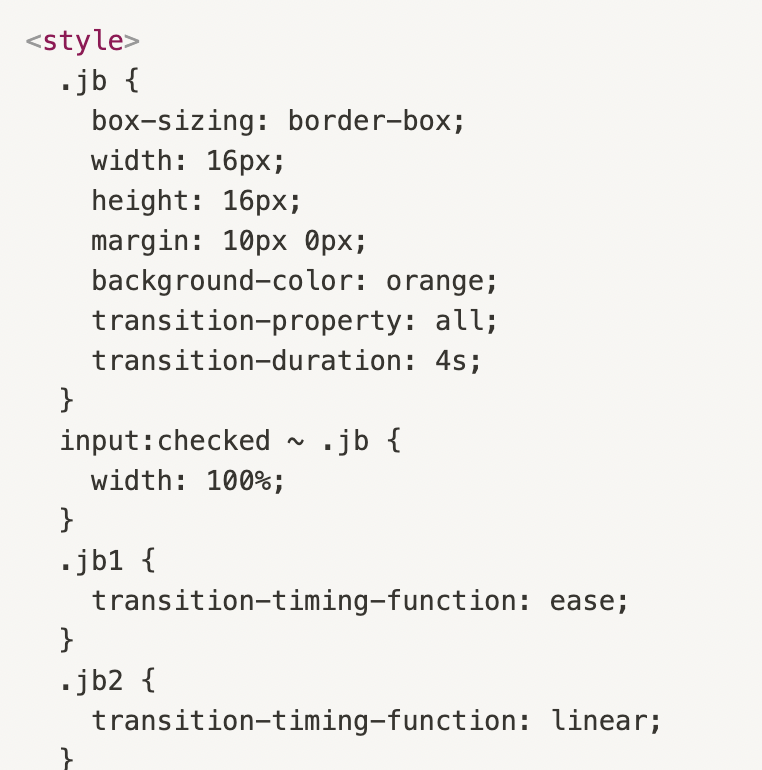 <style>
.jb {
box-sizing: border-box;
width: 16px;
height: 16px;
margin: 10px 0px;
background-color: orange;
transition-property: all;
transition-duration: 4s;
}
input:checked ~ .jb {
width: 100%;
}
.jb1 {
transition-timing-function: ease;
}
.jb2 {
transition-timing-function: linear;
}